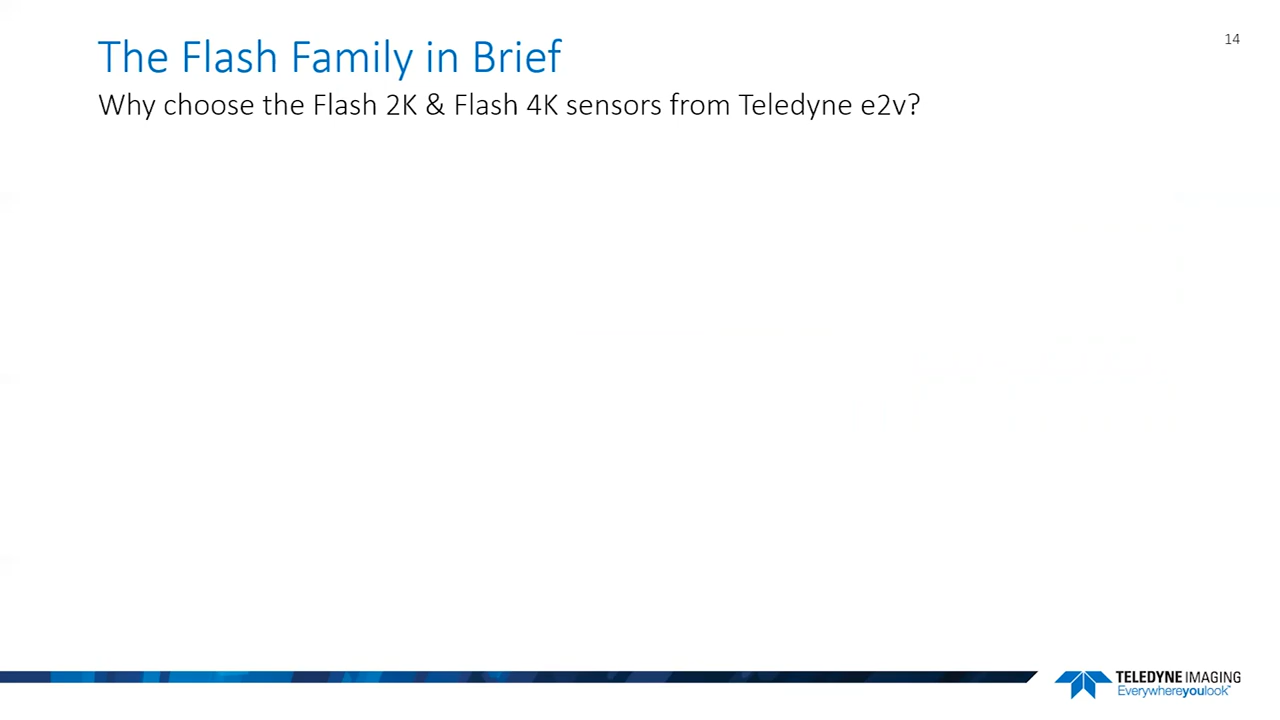 14
The Flash Family in Brief
Why choose the Flash 2K & Flash 4K sensors from Teledyne e2v?
TELEDYNE IMAGING
Everywhereyoulook™